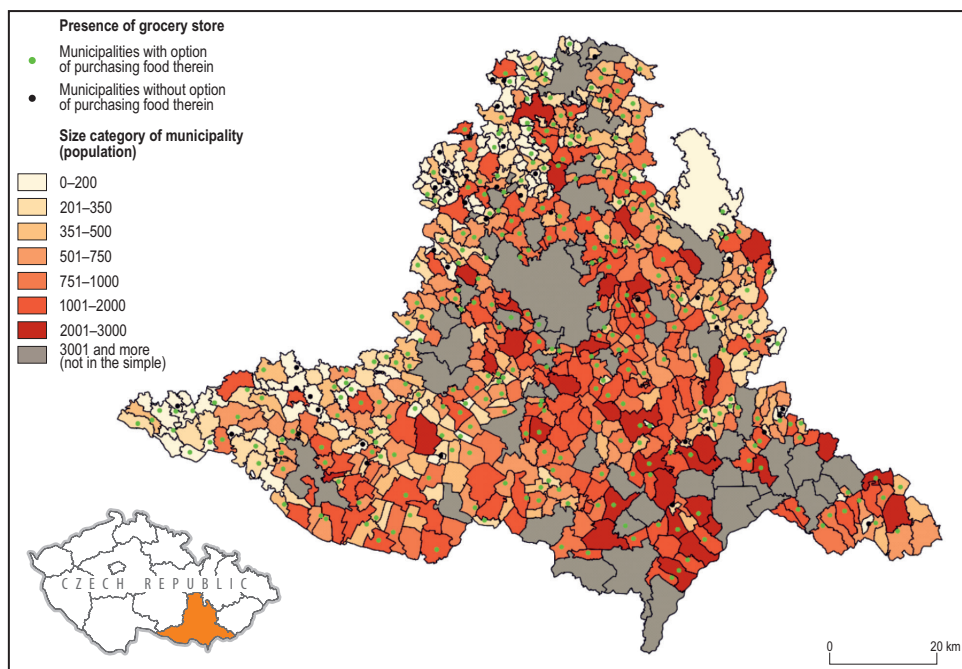 Presence of grocery store
Municipalities with option
of purchasing food therein
Municipalities without option
of purchasing food therein
Size category of municipality
(population)
0–200
201–350
351–500
501–750
751–1000
1001–2000
2001–3000
3001 and more
(not in the simple)
CZECH REPUBLIC
0 20 km